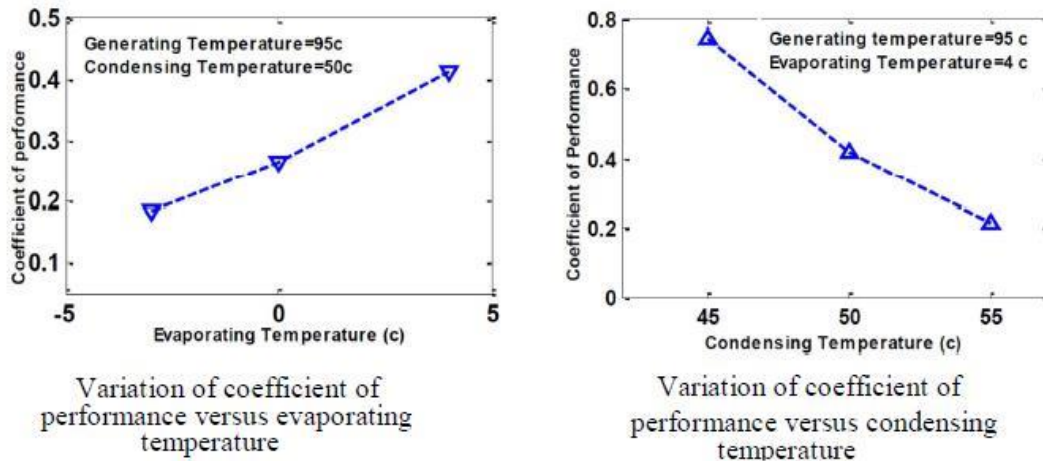 0.5
0.4
0.3
0.2
0.1
Coefficient of performance
Generating Temperature=95c
Condensing Temperature=50c
-5
0
5
Evaporating Temperature (c)
Variation of coefficient of
performance versus evaporating
temperature
0.8
0.6
0.4
0.2
0
Coefficient of Performance
Generating temperature=95 c
Evaporating Temperature=4 c
45
50
55
Condensing Temperature (c)
Variation of coefficient of
performance versus condensing
temperature